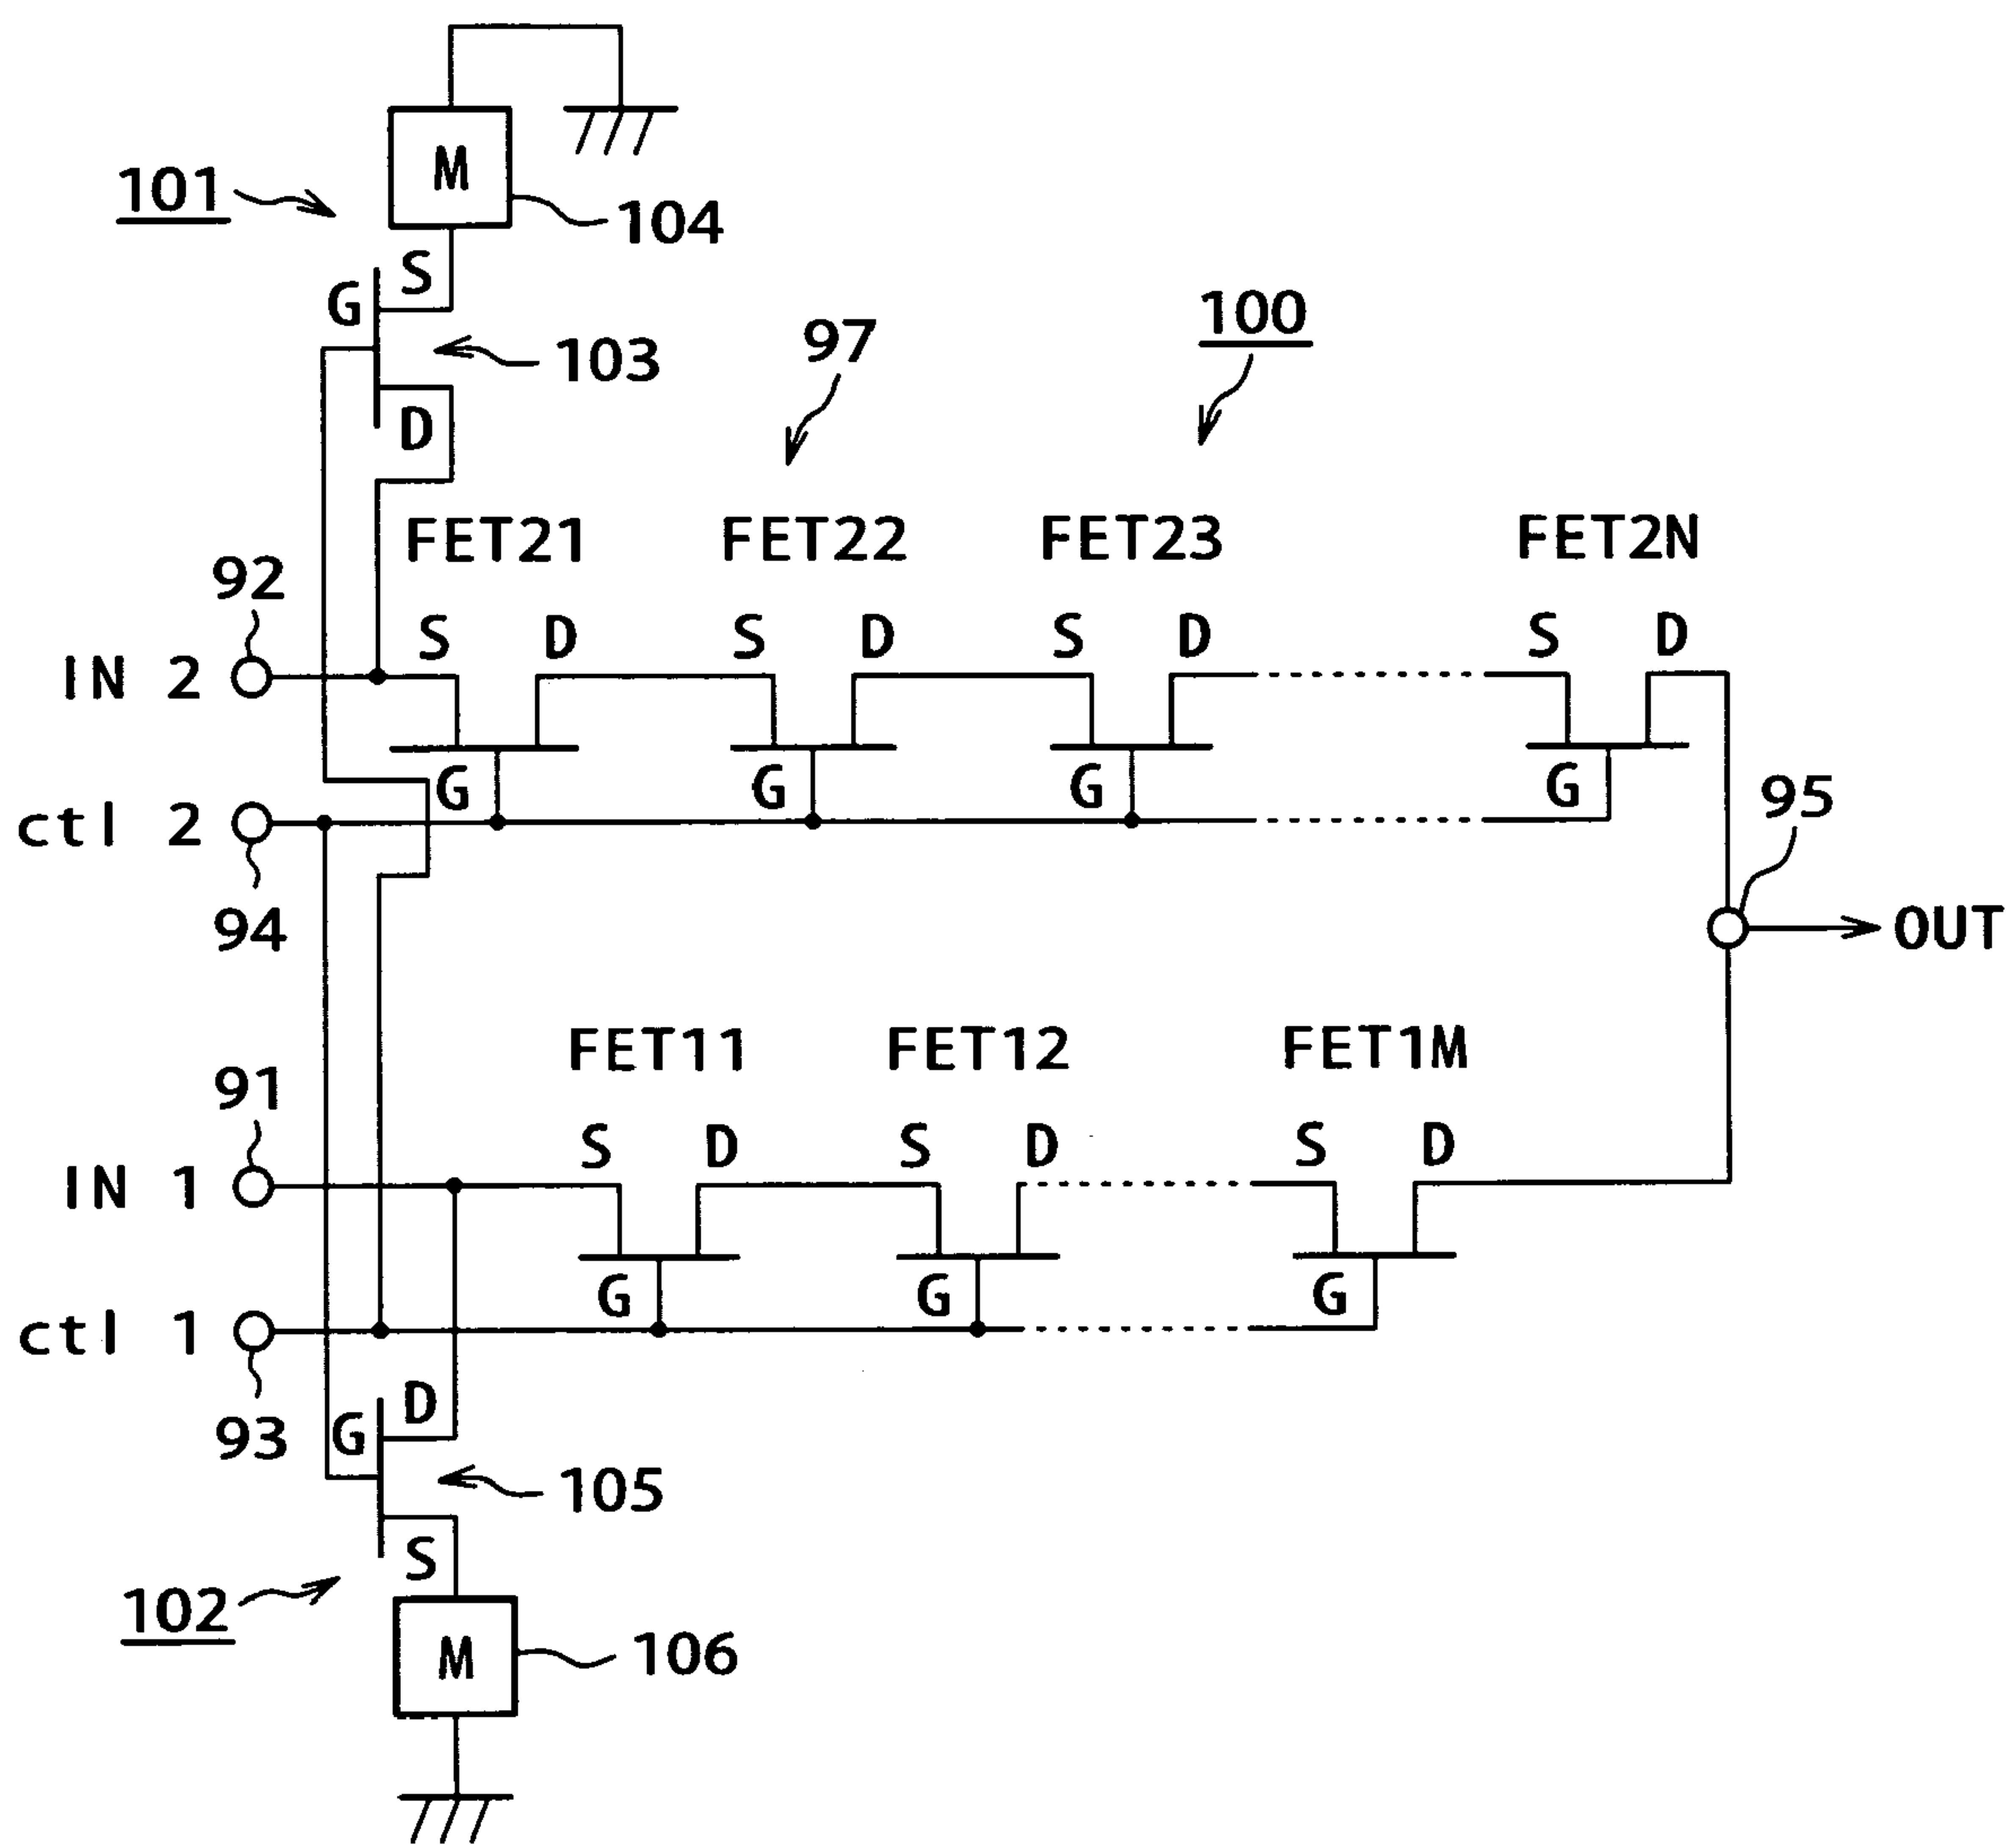 M
101
104
S
G
100
97
103
D
FET21 FET22 FET23 FET2N
92
S D S D S D S D
IN 2
G G G G
95
ctl 2
94
OUT
FET11 FET12 FET1M
91
S D S D S D
IN 1
G G G
ctl 1
D
93
G
105
S
102
M
106